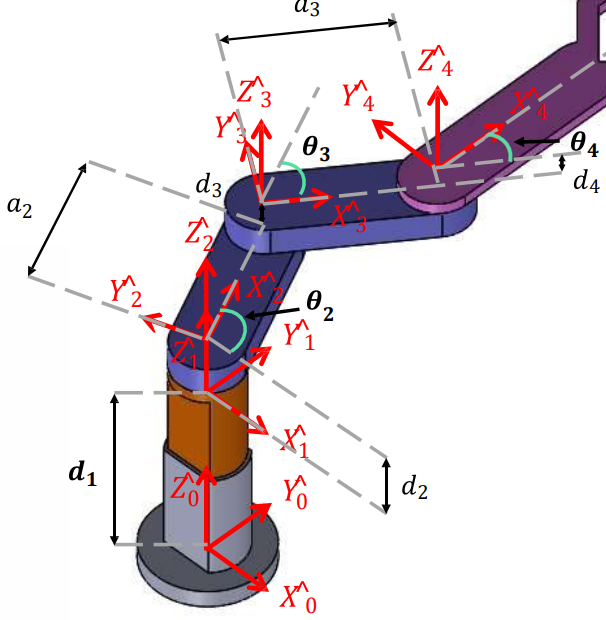 a₃
Z^₄
Y^₄
X^₄
θ₄
Z^₃
Y^₃
θ₃
d₄
d₃
X^₃
a₂
Z^₂
X^₂
Y^₂
θ₂
Y^₁
Z^₁
X^₁
d₁
d₂
Z^₀
Y^₀
X^₀